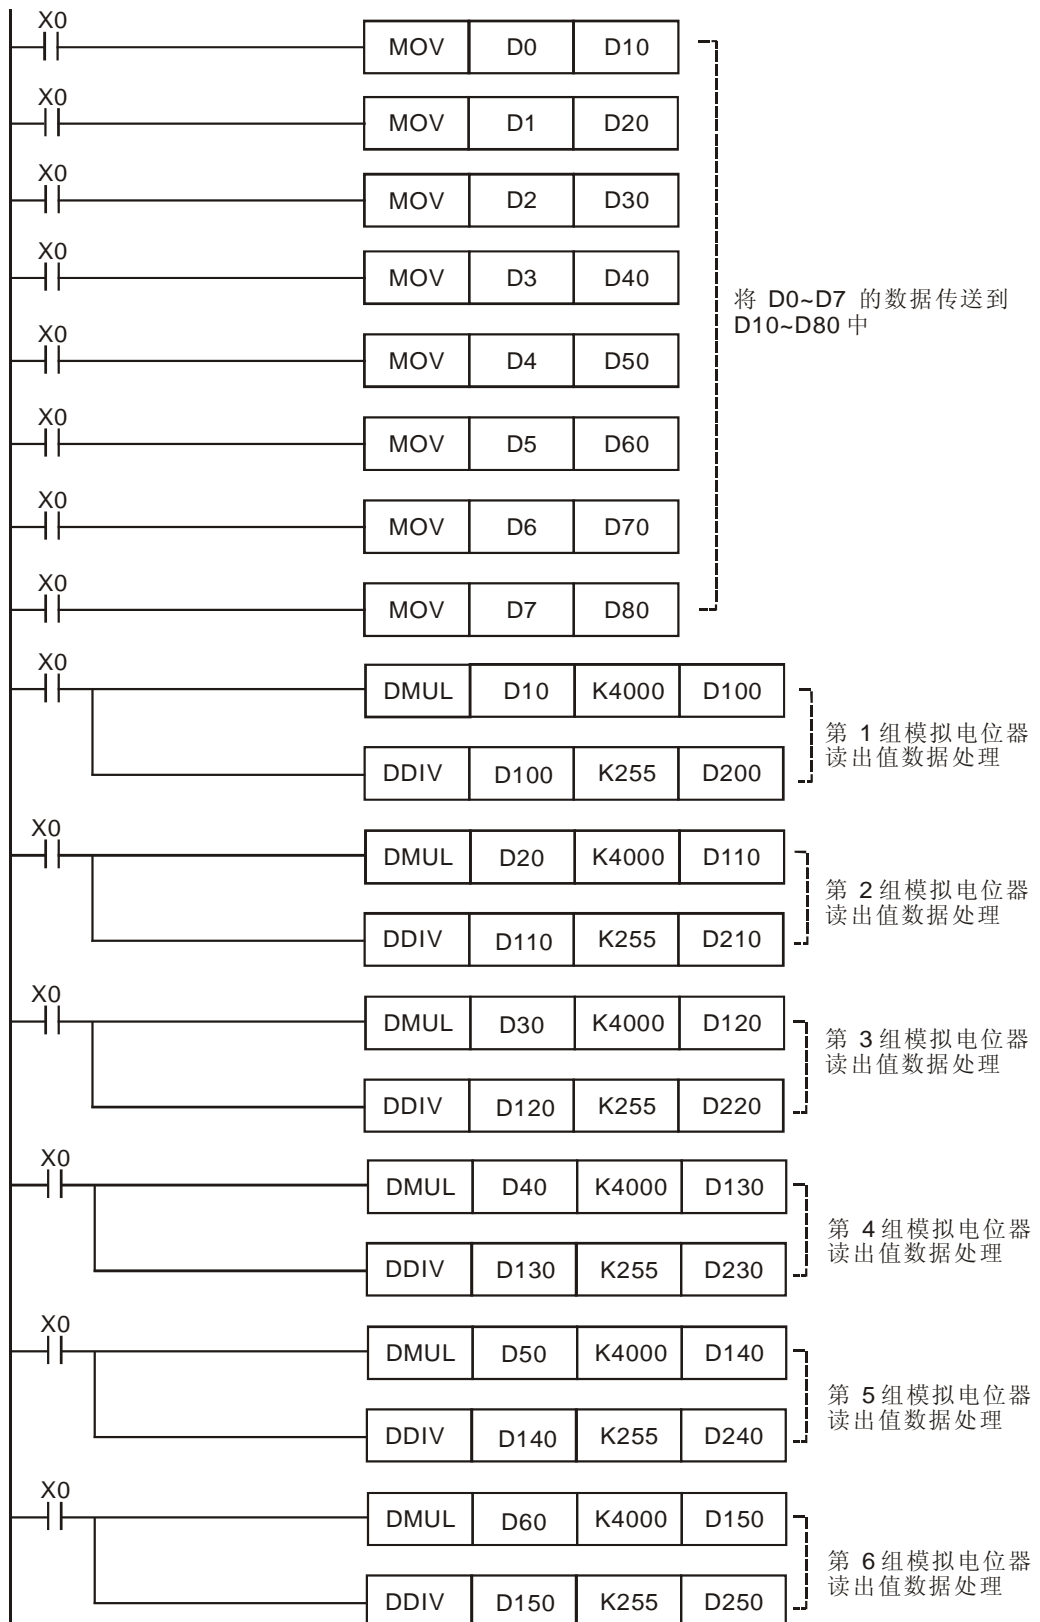 X0
MOV D0 D10
X0
MOV D1 D20
X0
MOV D2 D30
X0
MOV D3 D40
将 D0~D7 的数据传送到
D10~D80 中
X0
MOV D4 D50
X0
MOV D5 D60
X0
MOV D6 D70
X0
MOV D7 D80
X0
DMUL D10 K4000 D100
第 1 组模拟电位器
读出值数据处理
DDIV D100 K255 D200
X0
DMUL D20 K4000 D110
第 2 组模拟电位器
读出值数据处理
DDIV D110 K255 D210
X0
DMUL D30 K4000 D120
第 3 组模拟电位器
读出值数据处理
DDIV D120 K255 D220
X0
DMUL D40 K4000 D130
第 4 组模拟电位器
读出值数据处理
DDIV D130 K255 D230
X0
DMUL D50 K4000 D140
第 5 组模拟电位器
读出值数据处理
DDIV D140 K255 D240
X0
DMUL D60 K4000 D150
第 6 组模拟电位器
读出值数据处理
DDIV D150 K255 D250